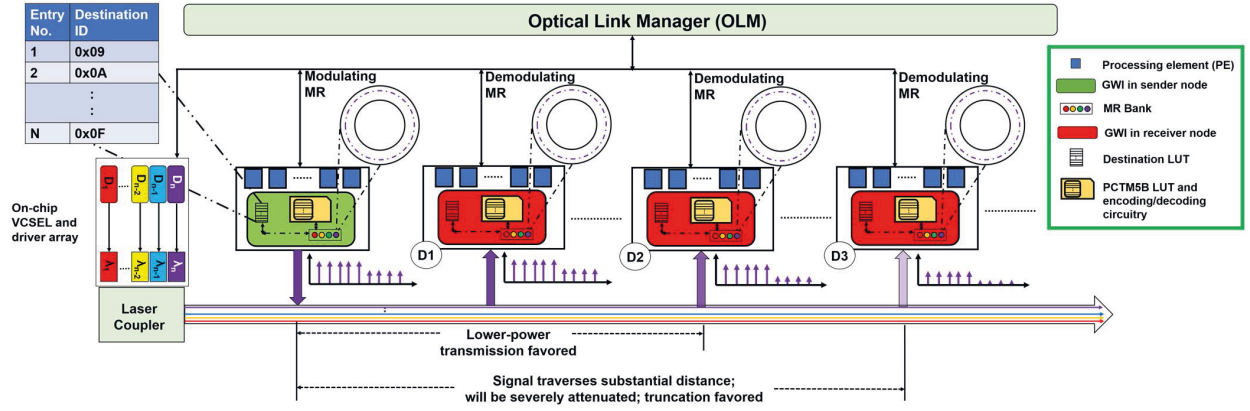 Entry No.
Destination ID
1 0x09
2 0x0A
N 0x0F
Optical Link Manager (OLM)
Modulating
MR
Demodulating
MR
Demodulating
MR
Demodulating
MR
Processing element (PE)
GWI in sender node
MR Bank
GWI in receiver node
Destination LUT
PCTM5B LUT and
encoding/decoding
circuitry
On-chip
VCSEL and
driver array
D1 D n-2 D n-1 D n
λ1 λn-2 λn-1 λn
D1
D2
D3
Laser
Coupler
Lower-power
transmission favored
Signal traverses substantial distance;
will be severely attenuated; truncation favored